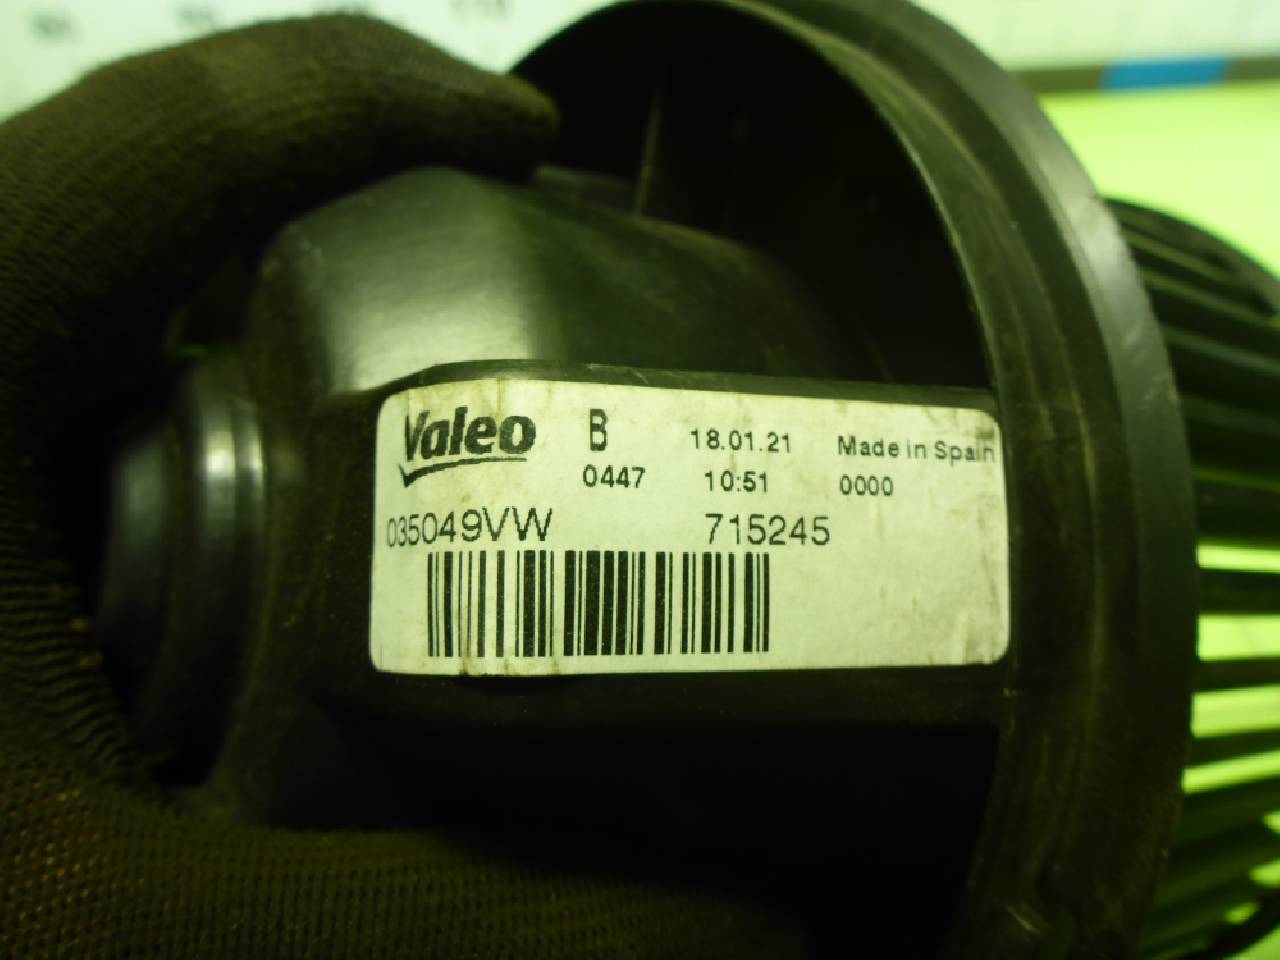 Valeo B 18.01.21 Made in Spain
0447 10:51 0000
035049VW 715245